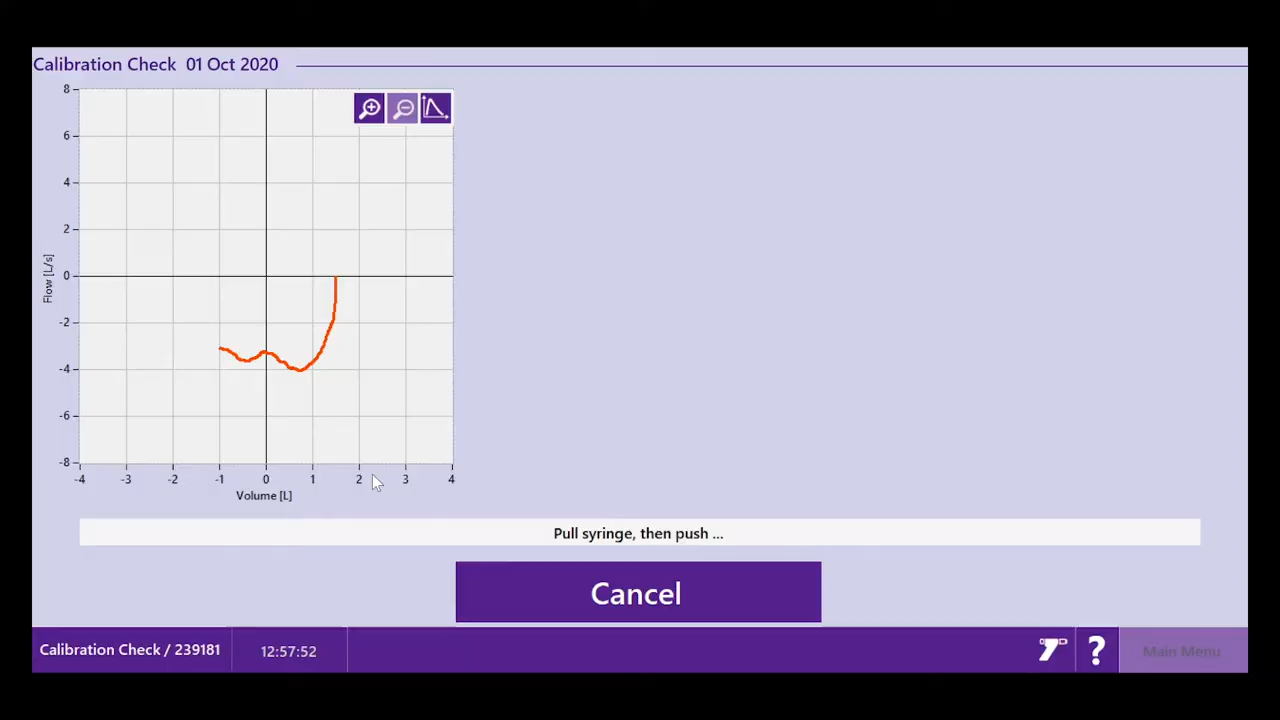 Calibration Check 01 Oct 2020
8
6
4
2
0
-2
-4
-6
-8
Flow [L/s]
-4 -3 -2 -1 0 1 2 3 4
Volume [L]
Pull syringe, then push ...
Cancel
Calibration Check / 239181 12:57:52 ? Main Menu